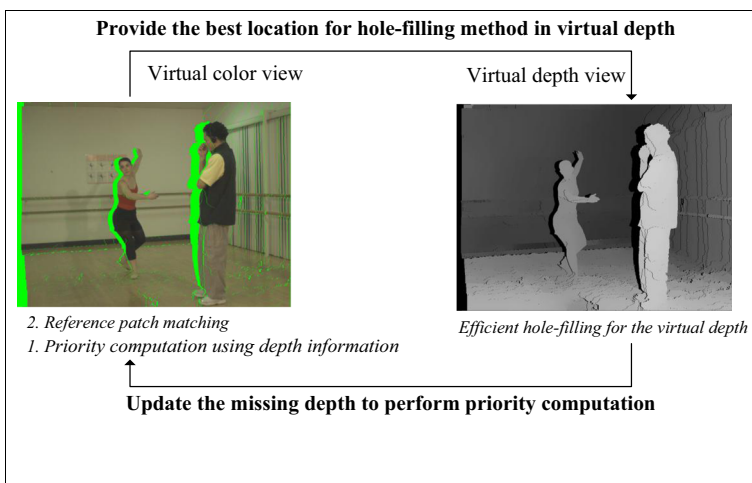 Provide the best location for hole-filling method in virtual depth
Virtual color view
Virtual depth view
2. Reference patch matching
1. Priority computation using depth information
Efficient hole-filling for the virtual depth
Update the missing depth to perform priority computation